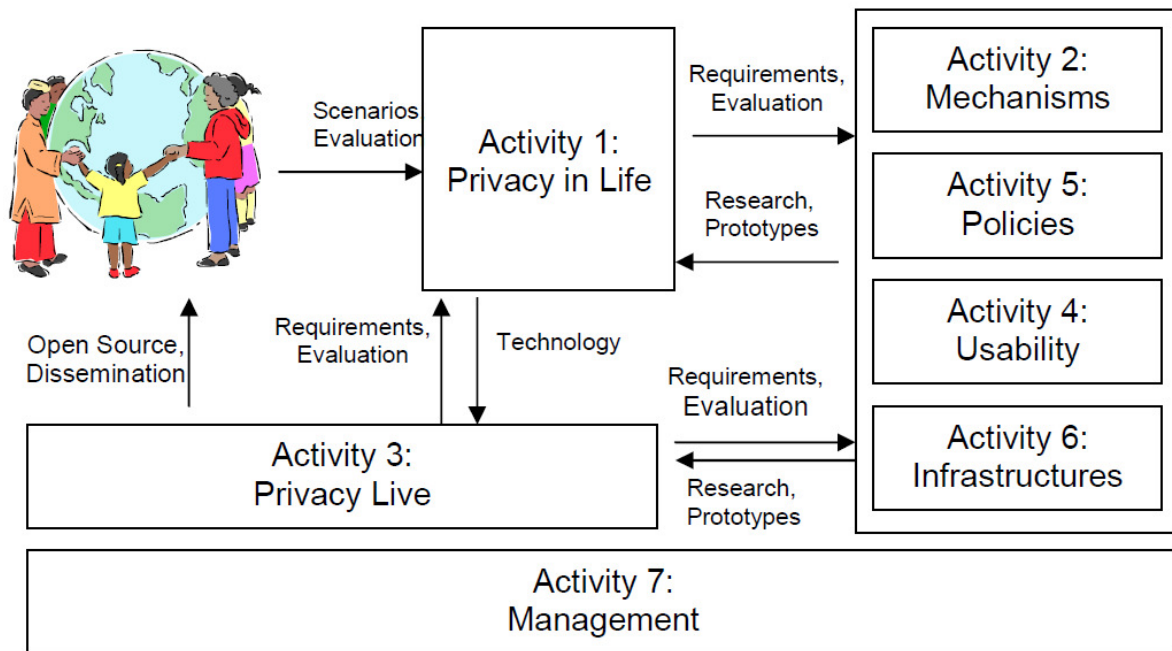 Scenarios,
Evaluation
Activity 1:
Privacy in Life
Requirements,
Evaluation
Research,
Prototypes
Activity 2:
Mechanisms
Activity 5:
Policies
Activity 4:
Usability
Activity 6:
Infrastructures
Open Source,
Dissemination
Requirements,
Evaluation
Technology
Requirements,
Evaluation
Research,
Prototypes
Activity 3:
Privacy Live
Activity 7:
Management